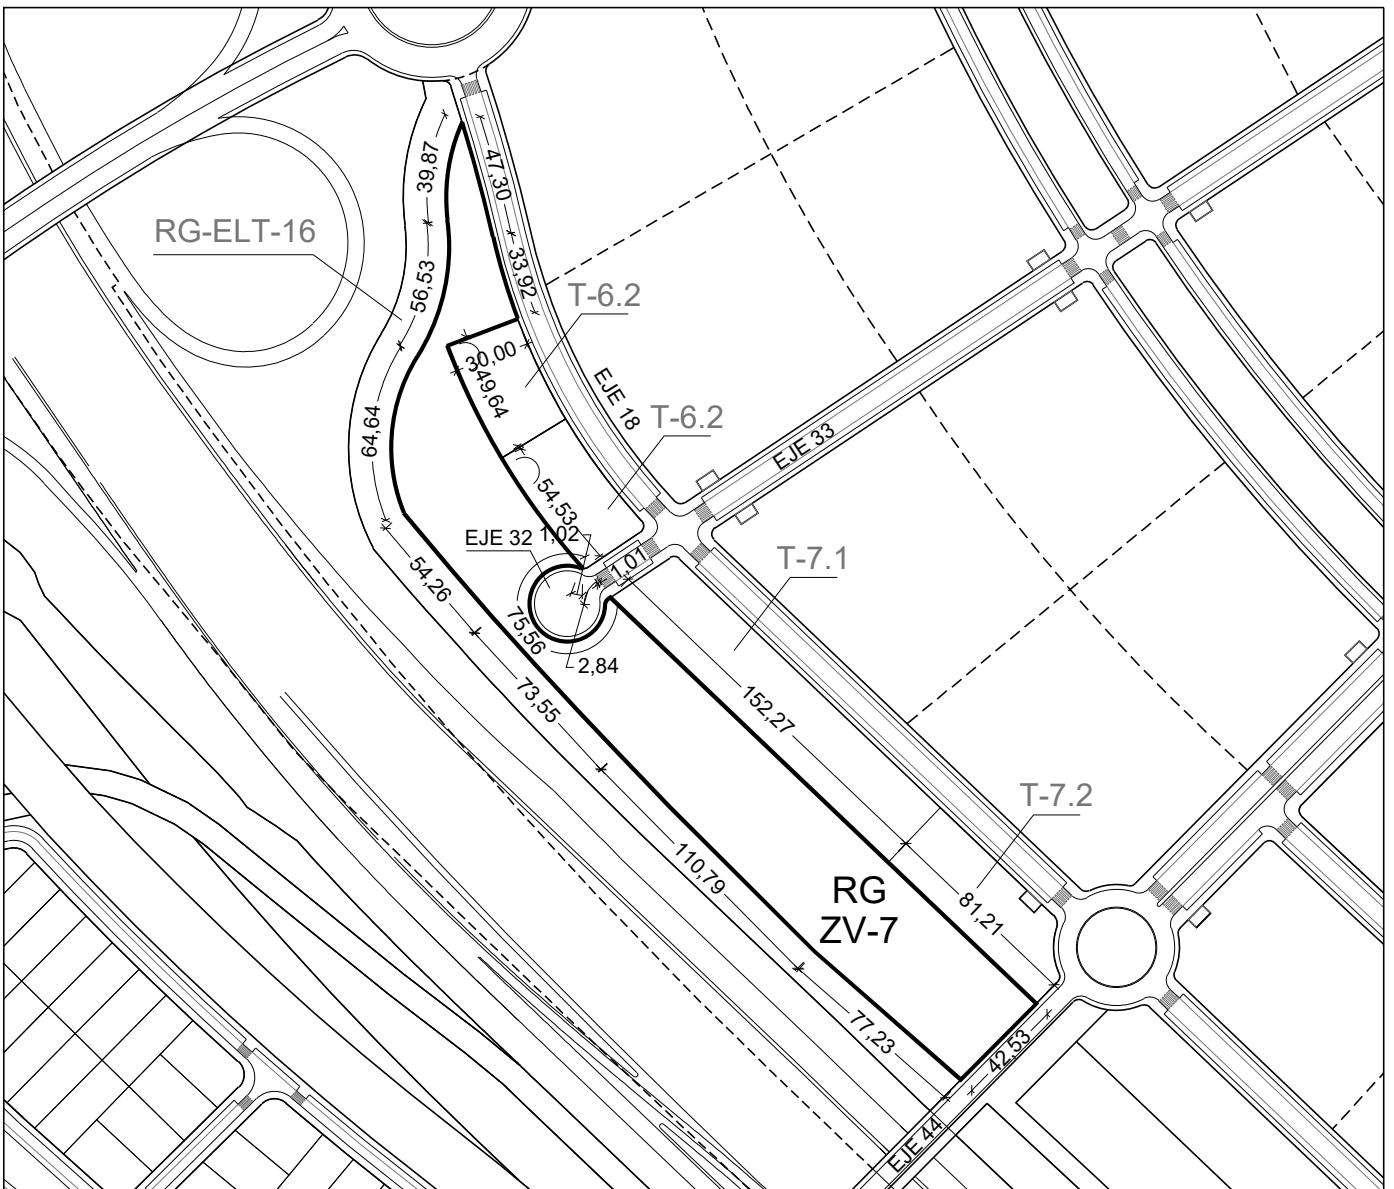 39,87
47,30
RG-ELT-16
56,53
33,92
T-6.2
30,00
349,64
EJE 18
T-6.2
64,64
EJE 33
54,53
EJE 32
1,02
1,01
T-7.1
54,26
75,56
2,84
73,55
152,27
T-7.2
110,79
RG
ZV-7
81,21
77,23
42,53
EJE 44